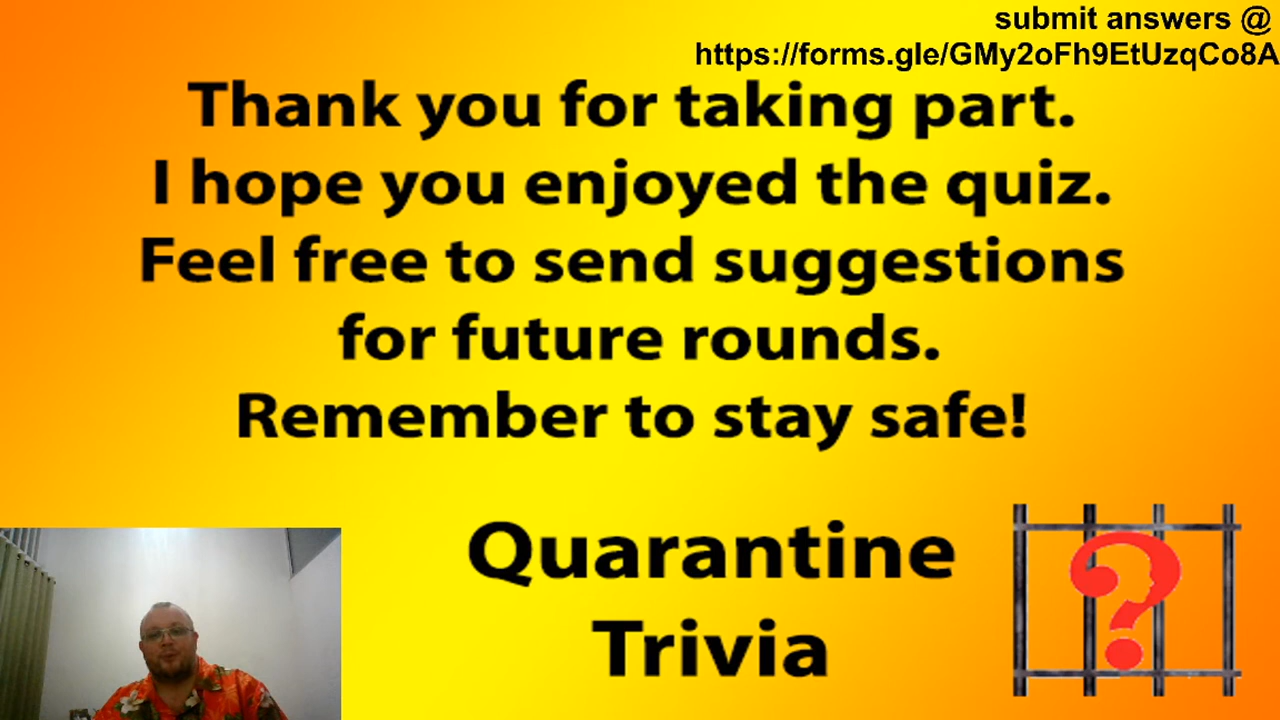 submit answers @
https://forms.gle/GMy2oFh9EtUzqCo8A
Thank you for taking part.
I hope you enjoyed the quiz.
Feel free to send suggestions
for future rounds.
Remember to stay safe!
Quarantine
Trivia
?